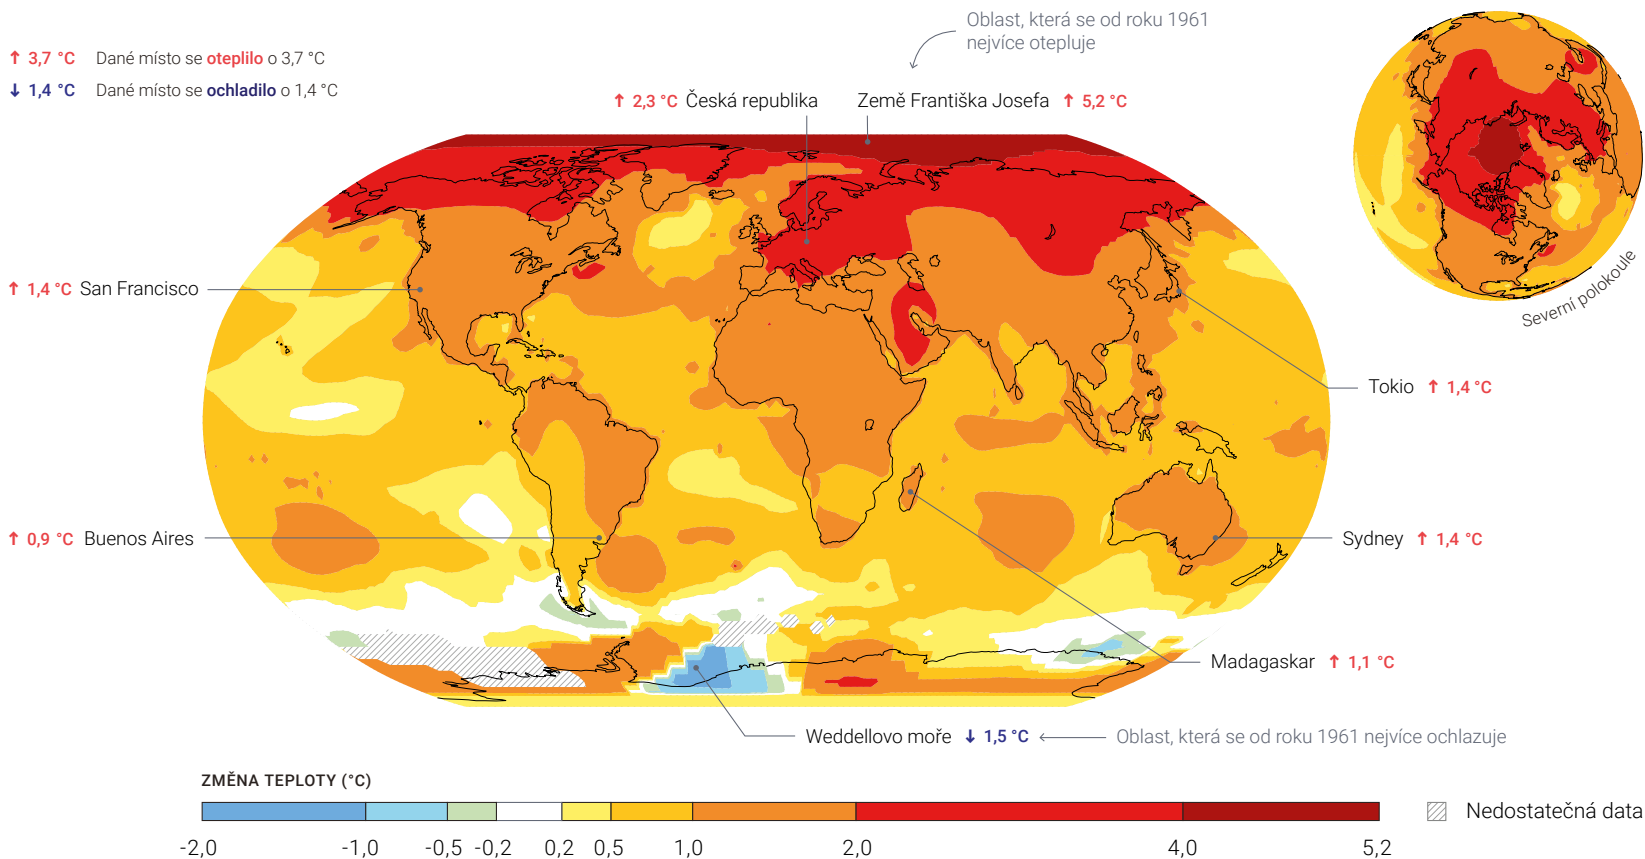 Oblast, která se od roku 1961
nejvíce otepluje
↑ 3,7 °C Dané místo se oteplilo o 3,7 °C
↓ 1,4 °C Dané místo se ochladilo o 1,4 °C
↑ 2,3 °C Česká republika
Země Františka Josefa ↑ 5,2 °C
Severní polokoule
↑ 1,4 °C San Francisco
Tokio ↑ 1,4 °C
↑ 0,9 °C Buenos Aires
Sydney ↑ 1,4 °C
Madagaskar ↑ 1,1 °C
Weddellovo moře ↓ 1,5 °C
Oblast, která se od roku 1961 nejvíce ochlazuje
ZMĚNA TEPLOTY (°C)
Nedostatečná data
-2,0 -1,0 -0,5 -0,2 0,2 0,5 1,0 2,0 4,0 5,2